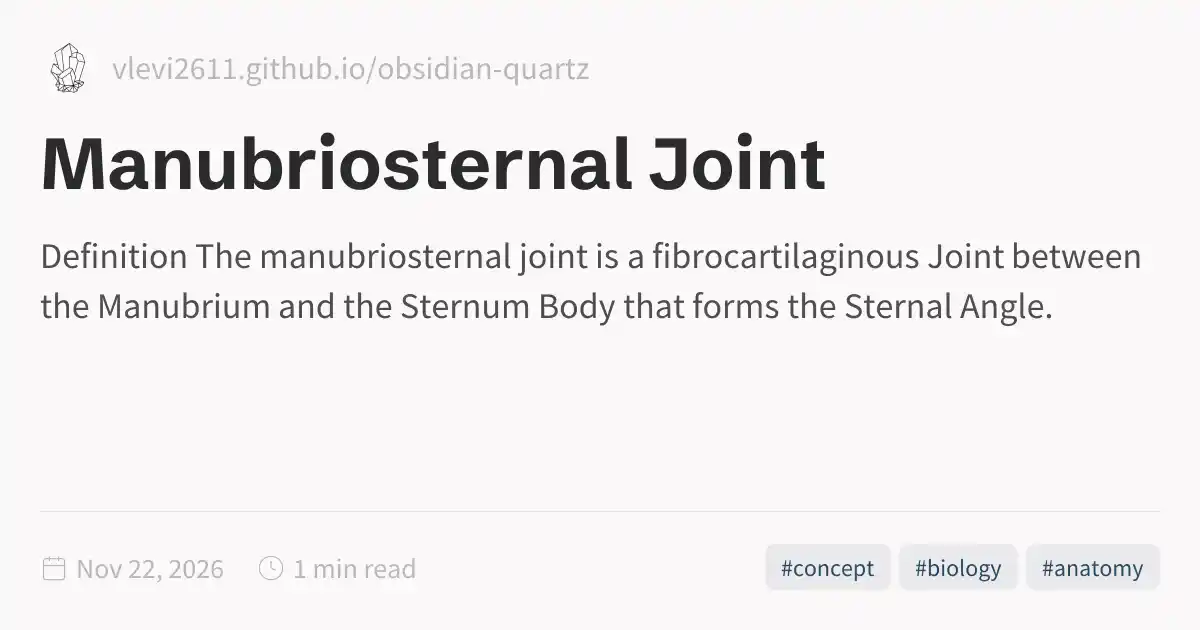 vlevi2611.github.io/obsidian-quartz
Manubriosternal Joint
Definition The manubriosternal joint is a fibrocartilaginous Joint between
the Manubrium and the Sternum Body that forms the Sternal Angle.
Nov 22, 2026 1 min read #concept #biology #anatomy